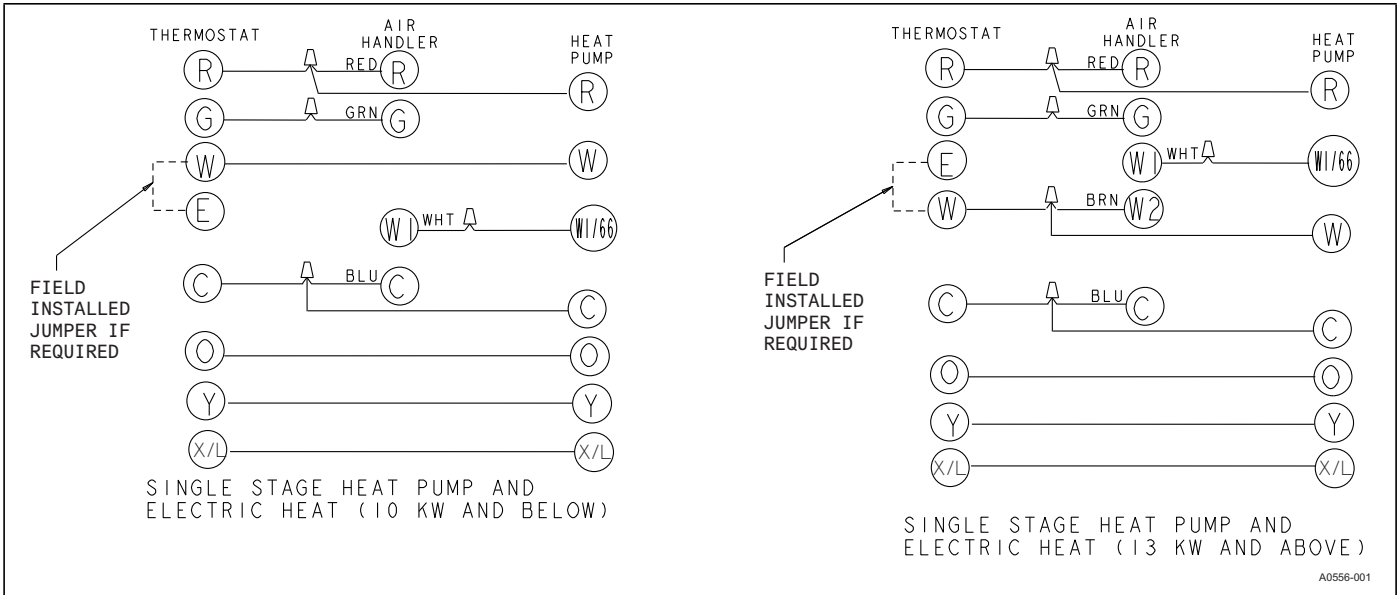 THERMOSTAT
AIR
HANDLER
HEAT
PUMP
R
RED
R
R
G
GRN
G
W
W
E
W1
WHT
W1/66
C
BLU
C
C
O
O
Y
Y
X/L
X/L
FIELD
INSTALLED
JUMPER IF
REQUIRED
SINGLE STAGE HEAT PUMP AND
ELECTRIC HEAT (10 KW AND BELOW)
THERMOSTAT
AIR
HANDLER
HEAT
PUMP
R
RED
R
R
G
GRN
G
E
W1
WHT
W1/66
W
BRN
W2
W
C
BLU
C
C
O
O
Y
Y
X/L
X/L
FIELD
INSTALLED
JUMPER IF
REQUIRED
SINGLE STAGE HEAT PUMP AND
ELECTRIC HEAT (13 KW AND ABOVE)
A0556-001